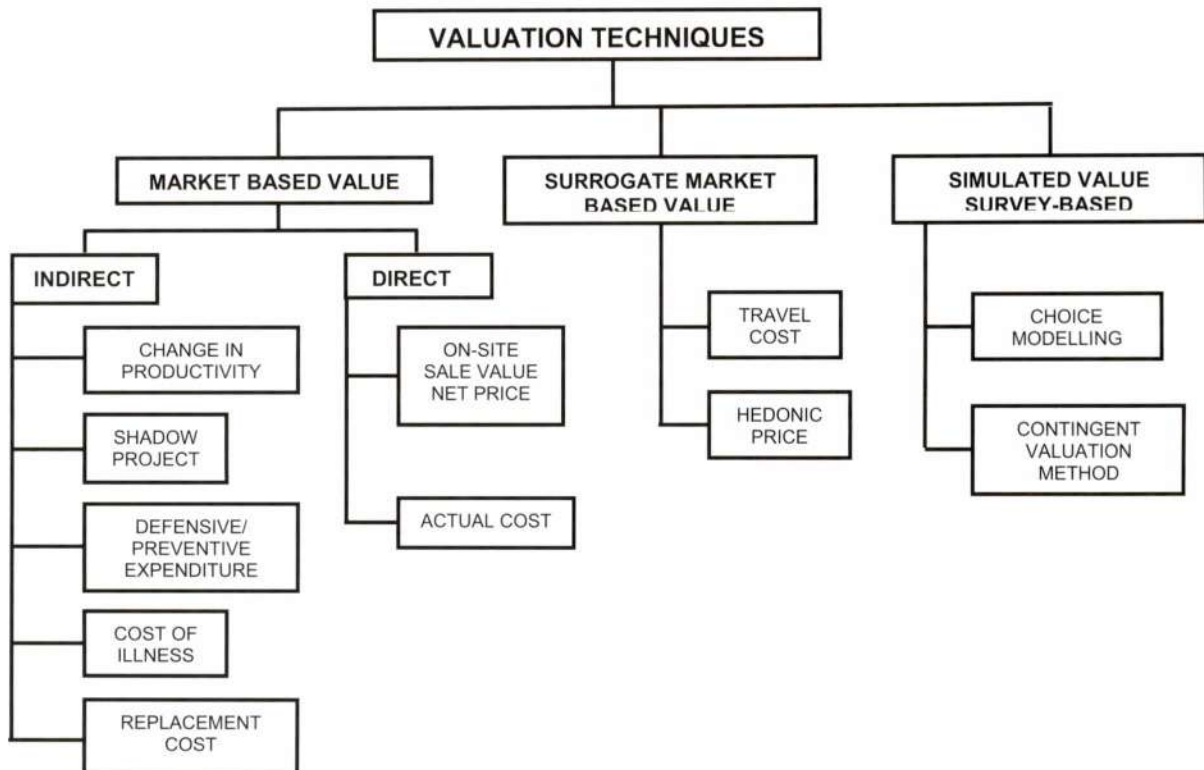 VALUATION TECHNIQUES
MARKET BASED VALUE
SURROGATE MARKET
BASED VALUE
SIMULATED VALUE
SURVEY-BASED
INDIRECT
DIRECT
CHANGE IN
PRODUCTIVITY
SHADOW
PROJECT
DEFENSIVE/
PREVENTIVE
EXPENDITURE
COST OF
ILLNESS
REPLACEMENT
COST
ON-SITE
SALE VALUE
NET PRICE
ACTUAL COST
TRAVEL
COST
HEDONIC
PRICE
CHOICE
MODELLING
CONTINGENT
VALUATION
METHOD